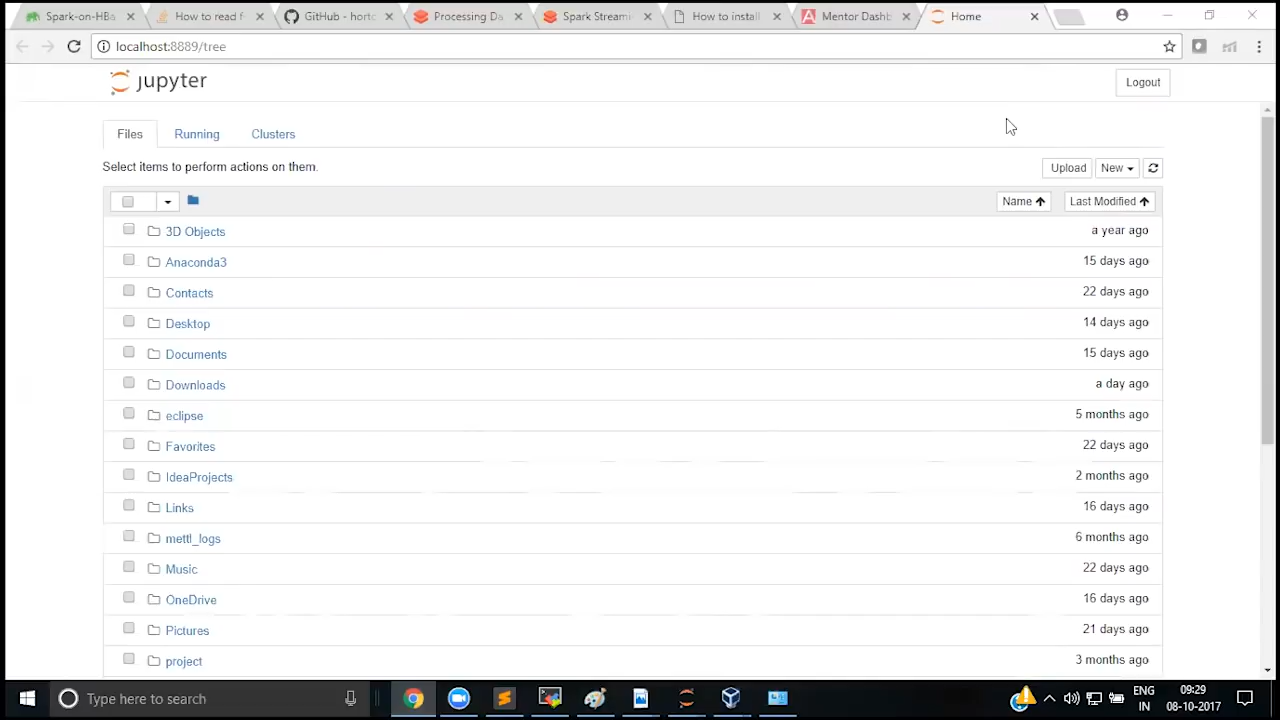 Spark-on-HBa
How to read f
GitHub - horto
Processing Da
Spark Streami
How to install
Mentor Dashb
Home
localhost:8889/tree
jupyter
Logout
Files
Running
Clusters
Select items to perform actions on them.
Upload
New
Name
Last Modified
3D Objects
a year ago
Anaconda3
15 days ago
Contacts
22 days ago
Desktop
14 days ago
Documents
15 days ago
Downloads
a day ago
eclipse
5 months ago
Favorites
22 days ago
IdeaProjects
2 months ago
Links
16 days ago
mettl_logs
6 months ago
Music
22 days ago
OneDrive
16 days ago
Pictures
21 days ago
project
3 months ago
Type here to search
ENG
IN
09:29
08-10-2017